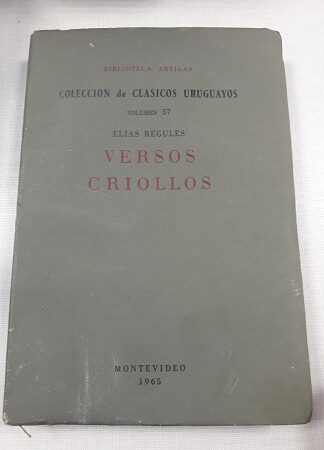 BIBLIOTECA ARTIGAS
COLECCION de CLASICOS URUGUAYOS
VOLUMEN 57
ELIAS REGULES
VERSOS
CRIOLLOS
MONTEVIDEO
1965